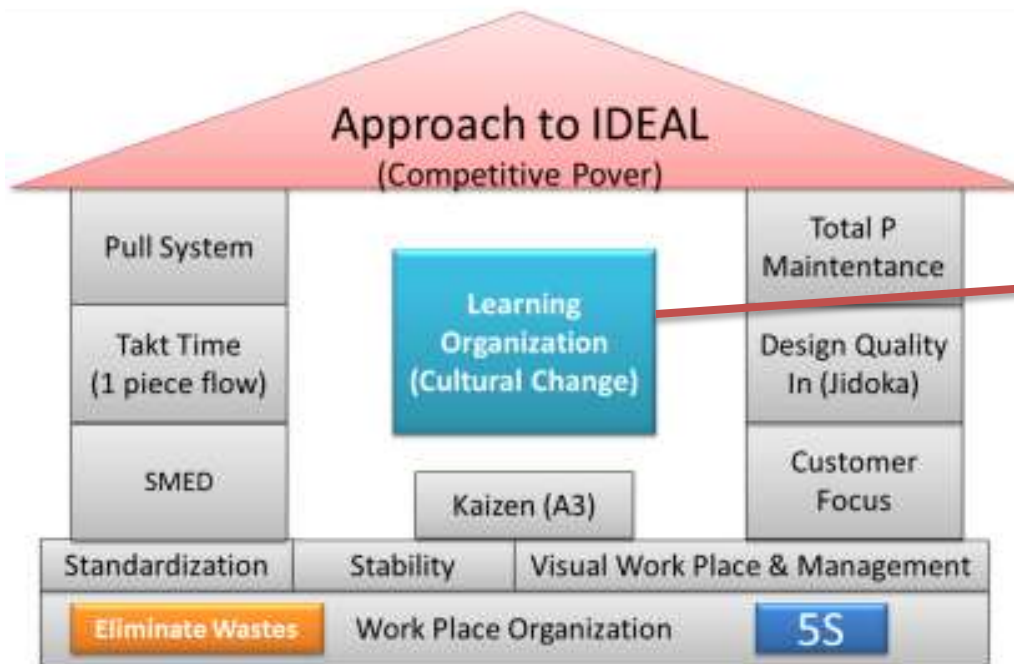 Approach to IDEAL
(Competitive Pover)
Pull System
Takt Time
(1 piece flow)
SMED
Learning
Organization
(Cultural Change)
Kaizen (A3)
Total P
Maintentance
Design Quality
In (Jidoka)
Customer
Focus
Standardization
Stability
Visual Work Place & Management
Eliminate Wastes
Work Place Organization
5S